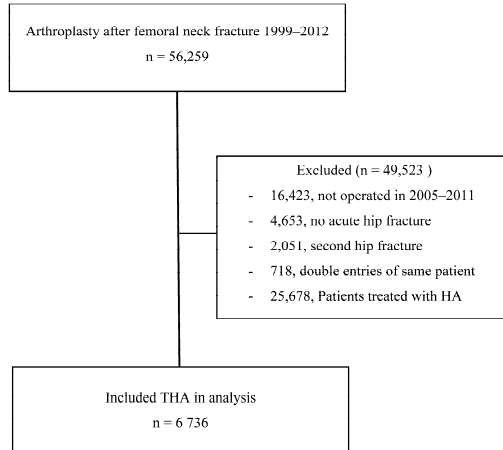 Arthroplasty after femoral neck fracture 1999–2012
n = 56,259
Excluded (n = 49,523 )
- 16,423, not operated in 2005–2011
- 4,653, no acute hip fracture
- 2,051, second hip fracture
- 718, double entries of same patient
- 25,678, Patients treated with HA
Included THA in analysis
n = 6 736